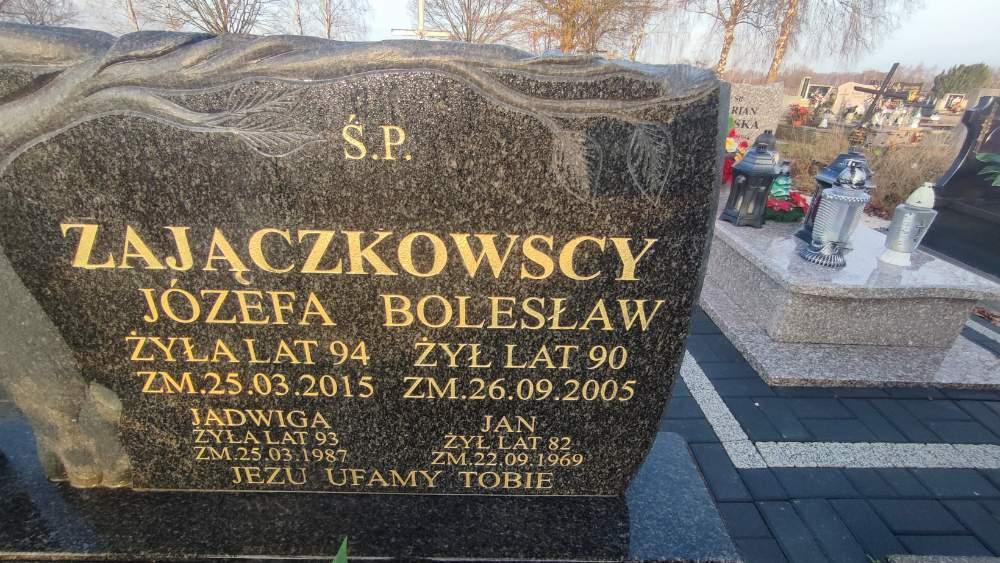 Ś.P.
ZAJĄCZKOWSCY
JÓZEFA BOLESŁAW
ŻYŁA LAT 94 ŻYŁ LAT 90
ZM.25.03.2015 ZM.26.09.2005
JADWIGA JAN
ŻYŁA LAT 93 ŻYŁ LAT 82
ZM.25.03.1987 ZM.22.09.1969
JEZU UFAMY TOBIE